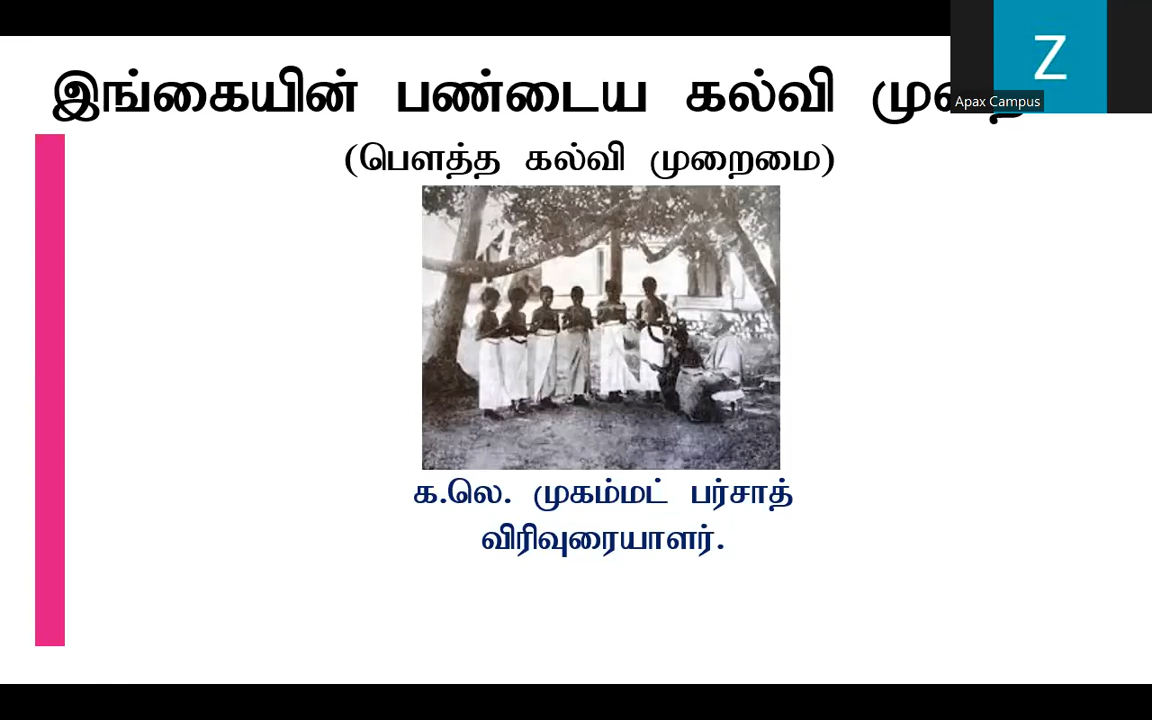 இங்கையின் பண்டைய கல்வி
(பௌத்த கல்வி முறைமை)
க.லெ. முகம்மட் பர்சாத்
விரிவுரையாளர்.
Z
Apax Campus